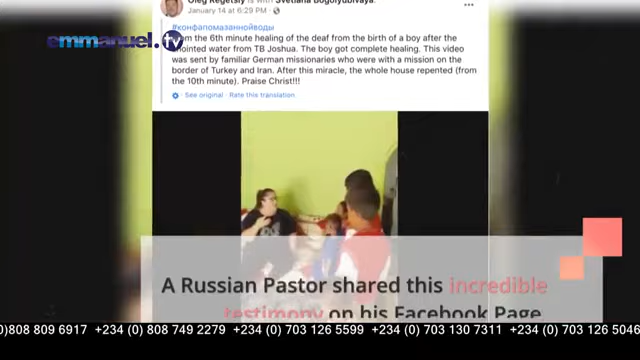 Oleg Regetsiy is with Svetlana Bogolyubivaya.
January 14 at 6:29 PM
emmanuel.tv
#конфапомазаннойводы
From the 6th minute healing of the deaf from the birth of a boy after the
anointed water from TB Joshua. The boy got complete healing. This video
was sent by familiar German missionaries who were with a mission on the
border of Turkey and Iran. After this miracle, the whole house repented (from
the 10th minute). Praise Christ!!!
See original · Rate this translation
A Russian Pastor shared this incredible
testimony on his Facebook Page
0)808 809 6917 +234 (0) 808 749 2279 +234 (0) 703 126 5599 +234 (0) 703 130 7311 +234 (0) 703 126 5046